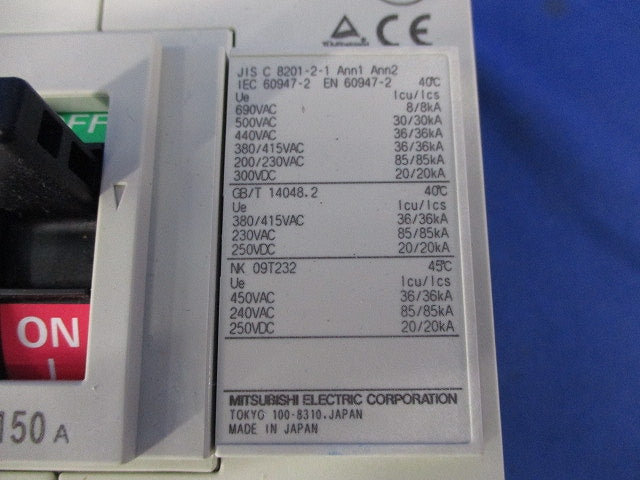 CE
JIS C 8201-2-1 Ann1 Ann2
IEC 60947-2 EN 60947-2 40℃
Ue Icu/Ics
690VAC 8/8kA
500VAC 30/30kA
440VAC 36/36kA
380/415VAC 36/36kA
200/230VAC 85/85kA
300VDC 20/20kA
GB/T 14048.2 40℃
Ue Icu/Ics
380/415VAC 36/36kA
230VAC 85/85kA
250VDC 20/20kA
NK 09T232 45℃
Ue Icu/Ics
450VAC 36/36kA
240VAC 85/85kA
250VDC 20/20kA
MITSUBISHI ELECTRIC CORPORATION
TOKYO 100-8310,JAPAN
MADE IN JAPAN
FF
ON
I
150 A